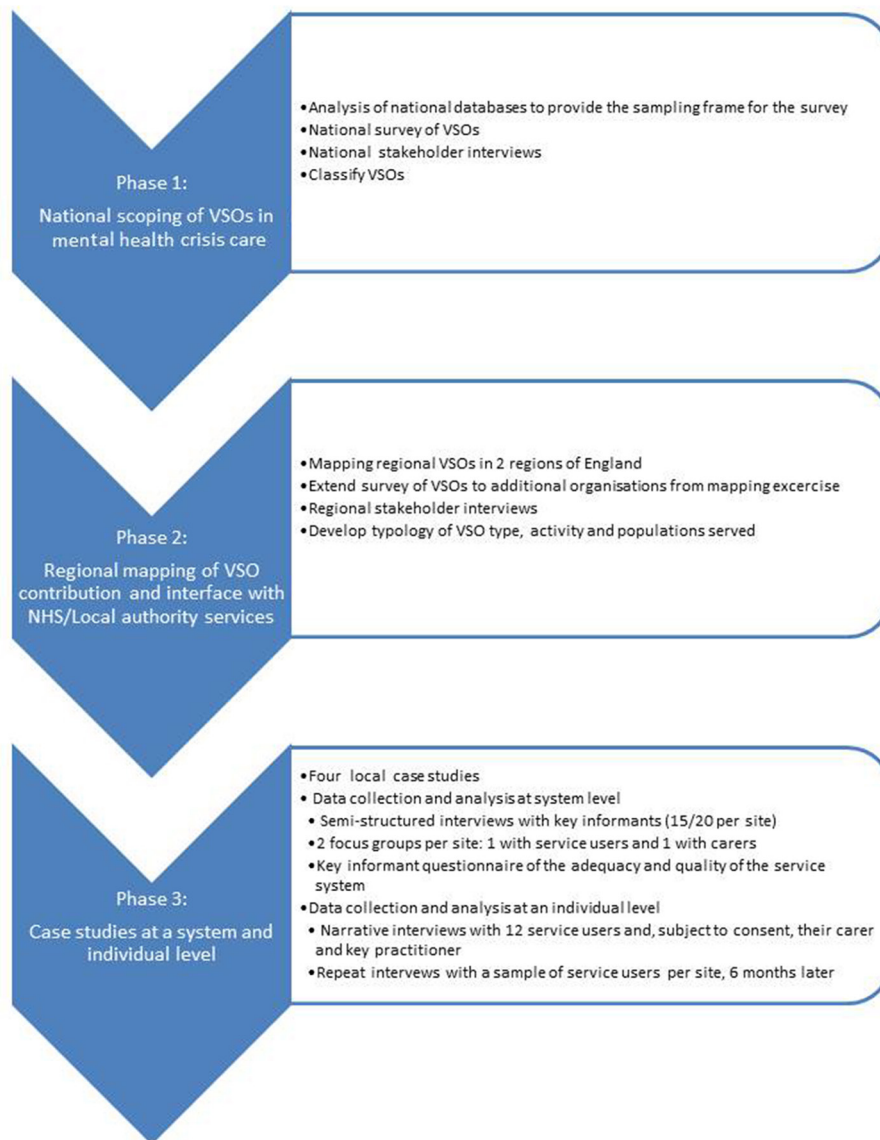 Phase 1:
National scoping of VSOs in
mental health crisis care
•Analysis of national databases to provide the sampling frame for the survey
•National survey of VSOs
•National stakeholder interviews
•Classify VSOs
Phase 2:
Regional mapping of VSO
contribution and interface with
NHS/Local authority services
•Mapping regional VSOs in 2 regions of England
•Extend survey of VSOs to additional organisations from mapping excercise
•Regional stakeholder interviews
•Develop typology of VSO type, activity and populations served
Phase 3:
Case studies at a system and
individual level
•Four local case studies
• Data collection and analysis at system level
• Semi-structured interviews with key informants (15/20 per site)
•2 focus groups per site: 1 with service users and 1 with carers
•Key informant questionnaire of the adequacy and quality of the service
system
•Data collection and analysis at an individual level
• Narrative interviews with 12 service users and, subject to consent, their carer
and key practitioner
•Repeat intervews with a sample of service users per site, 6 months later